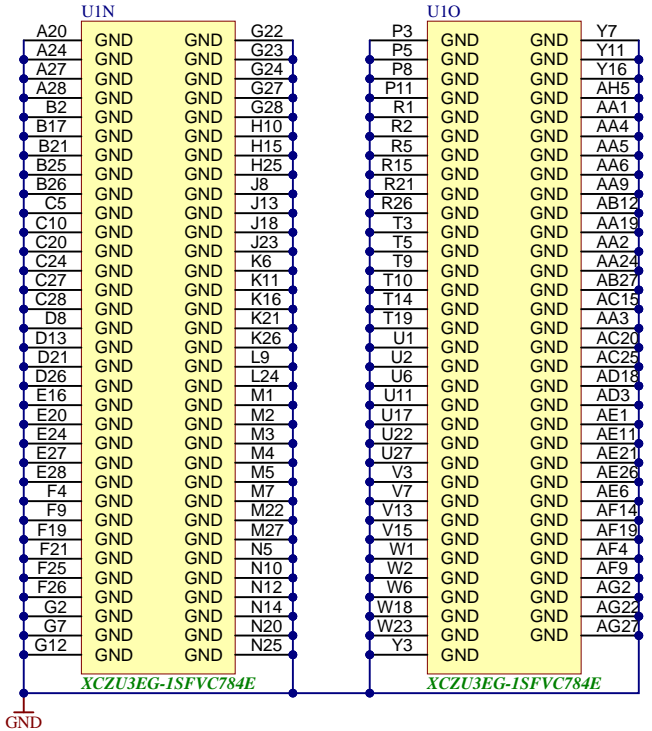 U1N
A20 GND GND G22
A24 GND GND G23
A27 GND GND G24
A28 GND GND G27
B2 GND GND G28
B17 GND GND H10
B21 GND GND H15
B25 GND GND H25
B26 GND GND J8
C5 GND GND J13
C10 GND GND J18
C20 GND GND J23
C24 GND GND K6
C27 GND GND K11
C28 GND GND K16
D8 GND GND K21
D13 GND GND K26
D21 GND GND L9
D26 GND GND L24
E16 GND GND M1
E20 GND GND M2
E24 GND GND M3
E27 GND GND M4
E28 GND GND M5
F4 GND GND M7
F9 GND GND M22
F19 GND GND M27
F21 GND GND N5
F25 GND GND N10
F26 GND GND N12
G2 GND GND N14
G7 GND GND N20
G12 GND GND N25
XCZU3EG-1SFVC784E
GND
U1O
P3 GND GND Y7
P5 GND GND Y11
P8 GND GND Y16
P11 GND GND AH5
R1 GND GND AA1
R2 GND GND AA4
R5 GND GND AA5
R15 GND GND AA6
R21 GND GND AA9
R26 GND GND AB12
T3 GND GND AA19
T5 GND GND AA2
T9 GND GND AA24
T10 GND GND AB27
T14 GND GND AC15
T19 GND GND AA3
U1 GND GND AC20
U2 GND GND AC25
U6 GND GND AD18
U11 GND GND AD3
U17 GND GND AE1
U22 GND GND AE11
U27 GND GND AE21
V3 GND GND AE26
V7 GND GND AE6
V13 GND GND AF14
V15 GND GND AF19
W1 GND GND AF4
W2 GND GND AF9
W6 GND GND AG2
W18 GND GND AG22
W23 GND GND AG27
Y3 GND
XCZU3EG-1SFVC784E